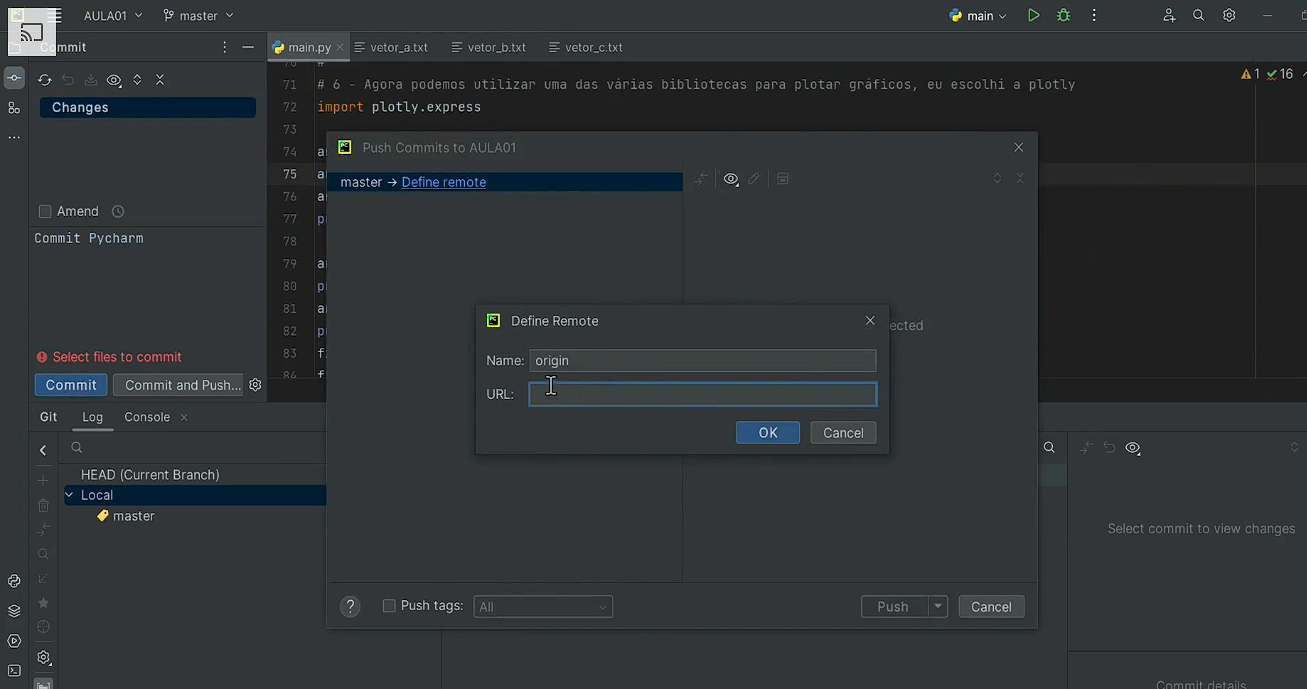 AULA01
master
main
Commit
main.py
vetor_a.txt
vetor_b.txt
vetor_c.txt
1
16
Changes
71 # 6 - Agora podemos utilizar uma das várias bibliotecas para plotar gráficos, eu escolhi a plotly
72 import plotly.express
73
74
75
76
77
78
79
80
81
82
83
84
Amend
Commit Pycharm
Select files to commit
Commit
Commit and Push...
Push Commits to AULA01
master → Define remote
ected
Define Remote
Name: origin
URL:
OK
Cancel
Push tags:
All
Push
Cancel
Git
Log
Console
HEAD (Current Branch)
Local
master
Select commit to view changes
Commit details